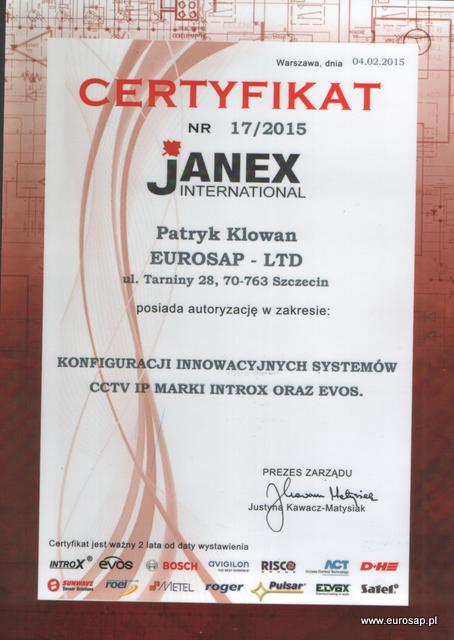 Warszawa, dnia 04.02.2015
CERTYFIKAT
NR 17/2015
JANEX
INTERNATIONAL
Patryk Klowan
EUROSAP - LTD
ul. Tarniny 28, 70-763 Szczecin
posiada autoryzację w zakresie:
KONFIGURACJI INNOWACYJNYCH SYSTEMÓW
CCTV IP MARKI INTROX ORAZ EVOS.
PREZES ZARZĄDU
Justyna Kawacz-Matysiak
Certyfikat jest ważny 2 lata od daty wystawienia
INTROX evos BOSCH AVIGILON RISCO ACT D+HE
SUNWAVE roel METEL roger Pulsar ELVOX Satel
www.eurosap.pl